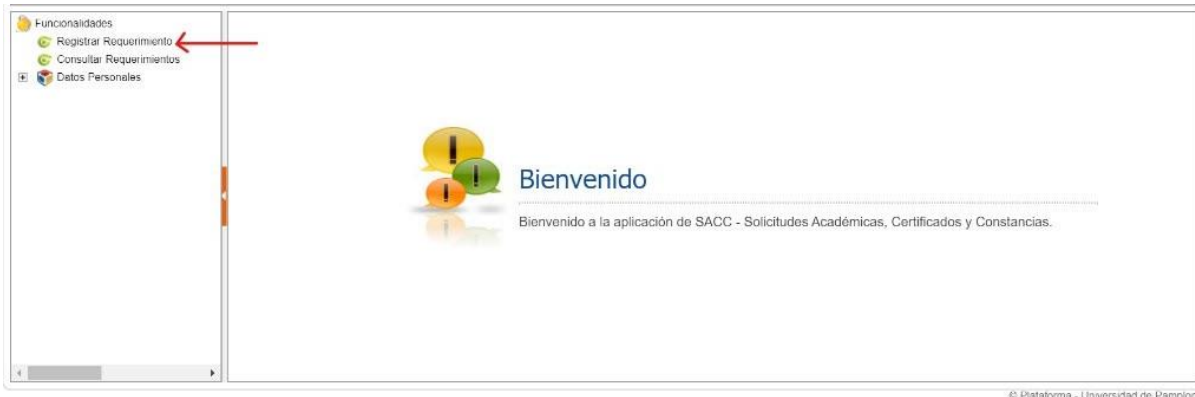 Funcionalidades
Registrar Requerimiento
Consultar Requerimientos
Datos Personales
Bienvenido
Bienvenido a la aplicación de SACC - Solicitudes Académicas, Certificados y Constancias.
© Plataforma - Universidad de